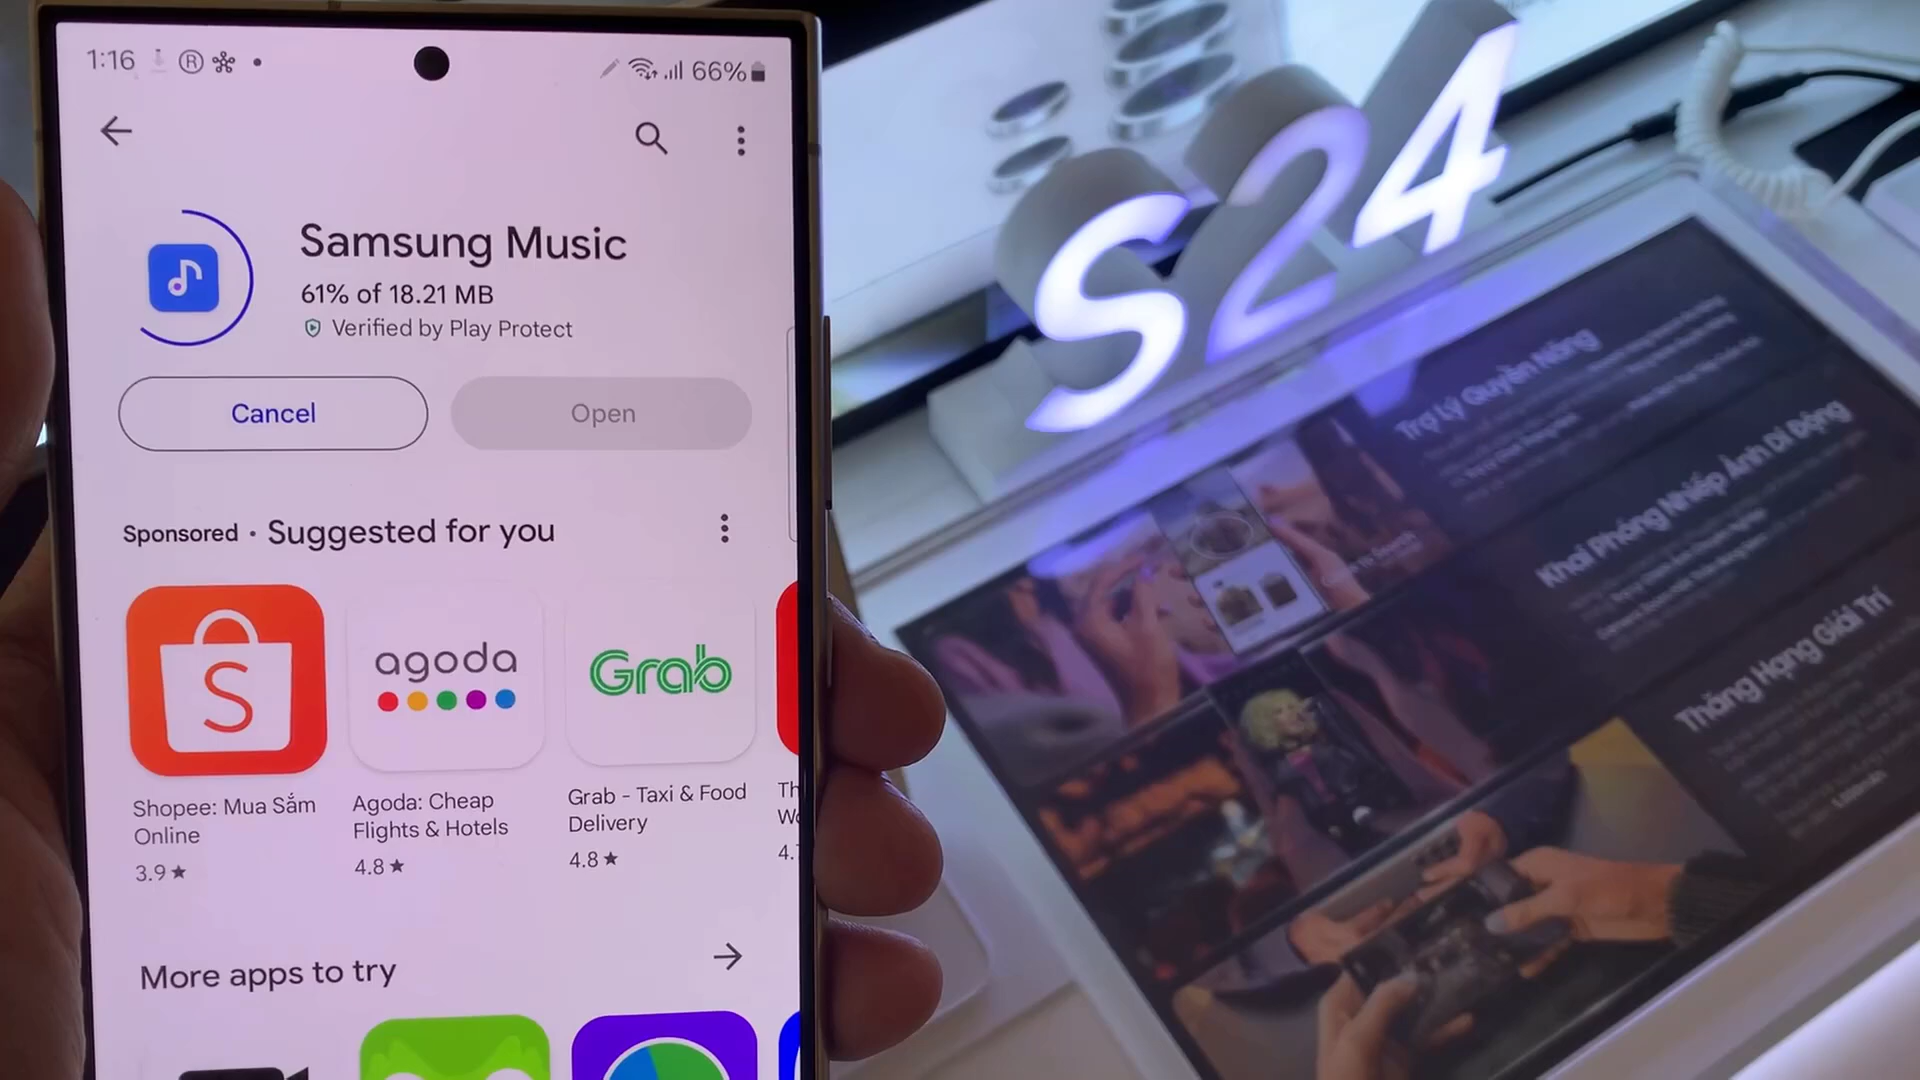 1:16
66%
Samsung Music
61% of 18.21 MB
Verified by Play Protect
Cancel
Open
Sponsored • Suggested for you
S
agoda
Grab
Shopee: Mua Sắm
Online
3.9★
Agoda: Cheap
Flights & Hotels
4.8★
Grab - Taxi & Food
Delivery
4.8★
More apps to try
S24
Trợ Lý Quyền Năng
Khai Phóng Nhiếp Ảnh Di Động
Thăng Hạng Giải Trí